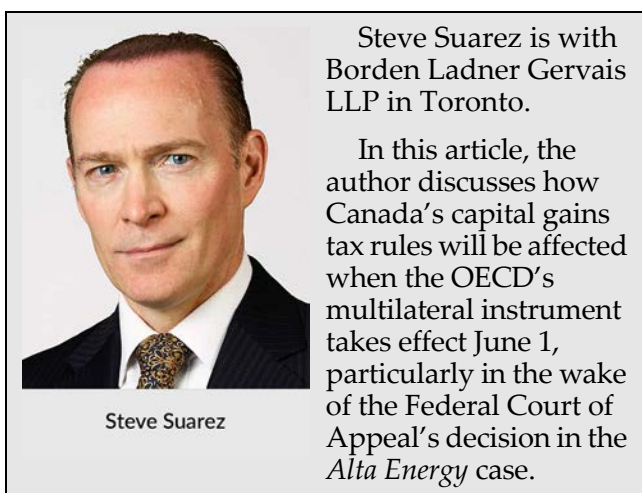 Steve Suarez
Steve Suarez is with
Borden Ladner Gervais
LLP in Toronto.
In this article, the
author discusses how
Canada's capital gains
tax rules will be affected
when the OECD's
multilateral instrument
takes effect June 1,
particularly in the wake
of the Federal Court of
Appeal's decision in the
Alta Energy case.